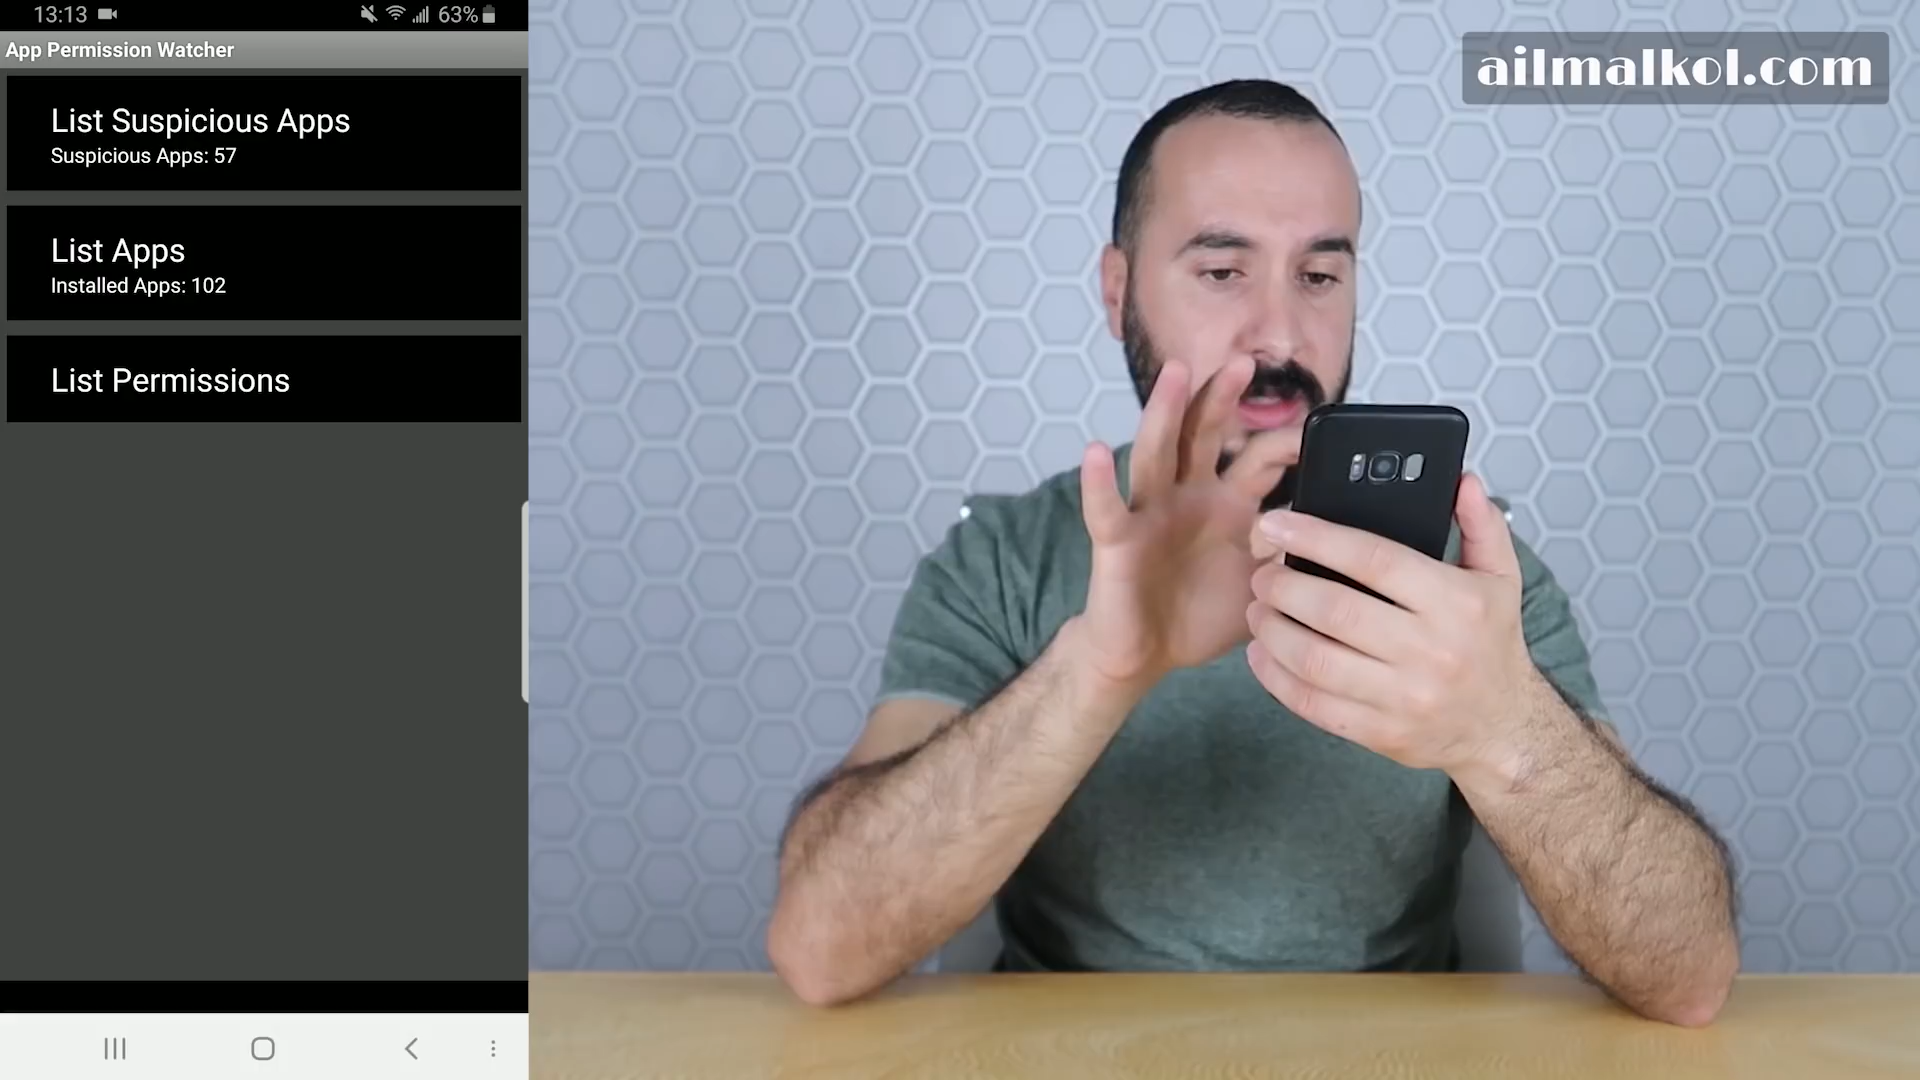 13:13
63%
App Permission Watcher
List Suspicious Apps
Suspicious Apps: 57
List Apps
Installed Apps: 102
List Permissions
ailmalkol.com